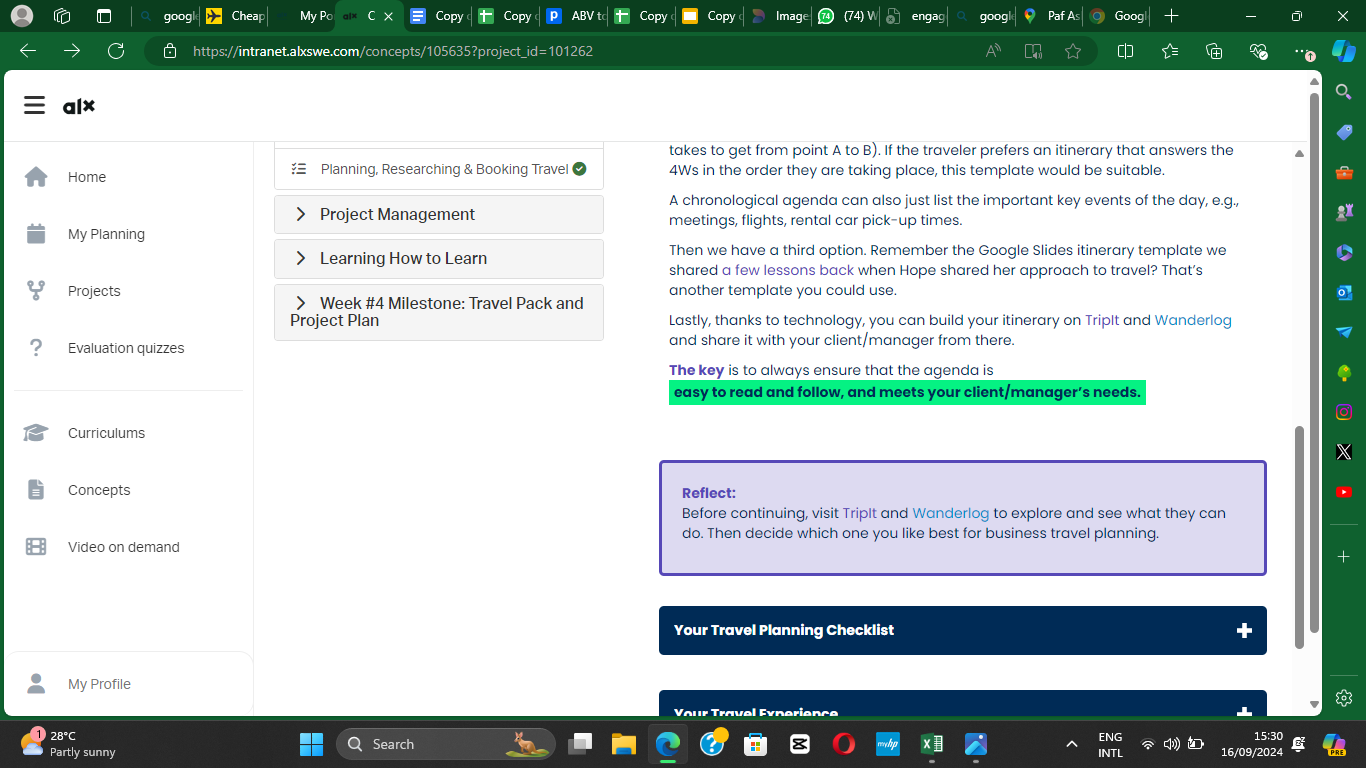 googl
Cheap
My Po
alx C
Copy
Copy
ABV to
Copy
Copy
Image
(74) W
engag
googl
Paf As
Googl
https://intranet.alxswe.com/concepts/105635?project_id=101262
alx
Home
My Planning
Projects
Evaluation quizzes
Curriculums
Concepts
Video on demand
My Profile
Planning, Researching & Booking Travel
Project Management
Learning How to Learn
Week #4 Milestone: Travel Pack and
Project Plan
takes to get from point A to B). If the traveler prefers an itinerary that answers the
4Ws in the order they are taking place, this template would be suitable.
A chronological agenda can also just list the important key events of the day, e.g.,
meetings, flights, rental car pick-up times.
Then we have a third option. Remember the Google Slides itinerary template we
shared a few lessons back when Hope shared her approach to travel? That's
another template you could use.
Lastly, thanks to technology, you can build your itinerary on TripIt and Wanderlog
and share it with your client/manager from there.
The key is to always ensure that the agenda is
easy to read and follow, and meets your client/manager's needs.
Reflect:
Before continuing, visit TripIt and Wanderlog to explore and see what they can
do. Then decide which one you like best for business travel planning.
Your Travel Planning Checklist
Your Travel Experience
1
28°C
Partly sunny
Search
myhp
ENG
INTL
15:30
16/09/2024
PRE